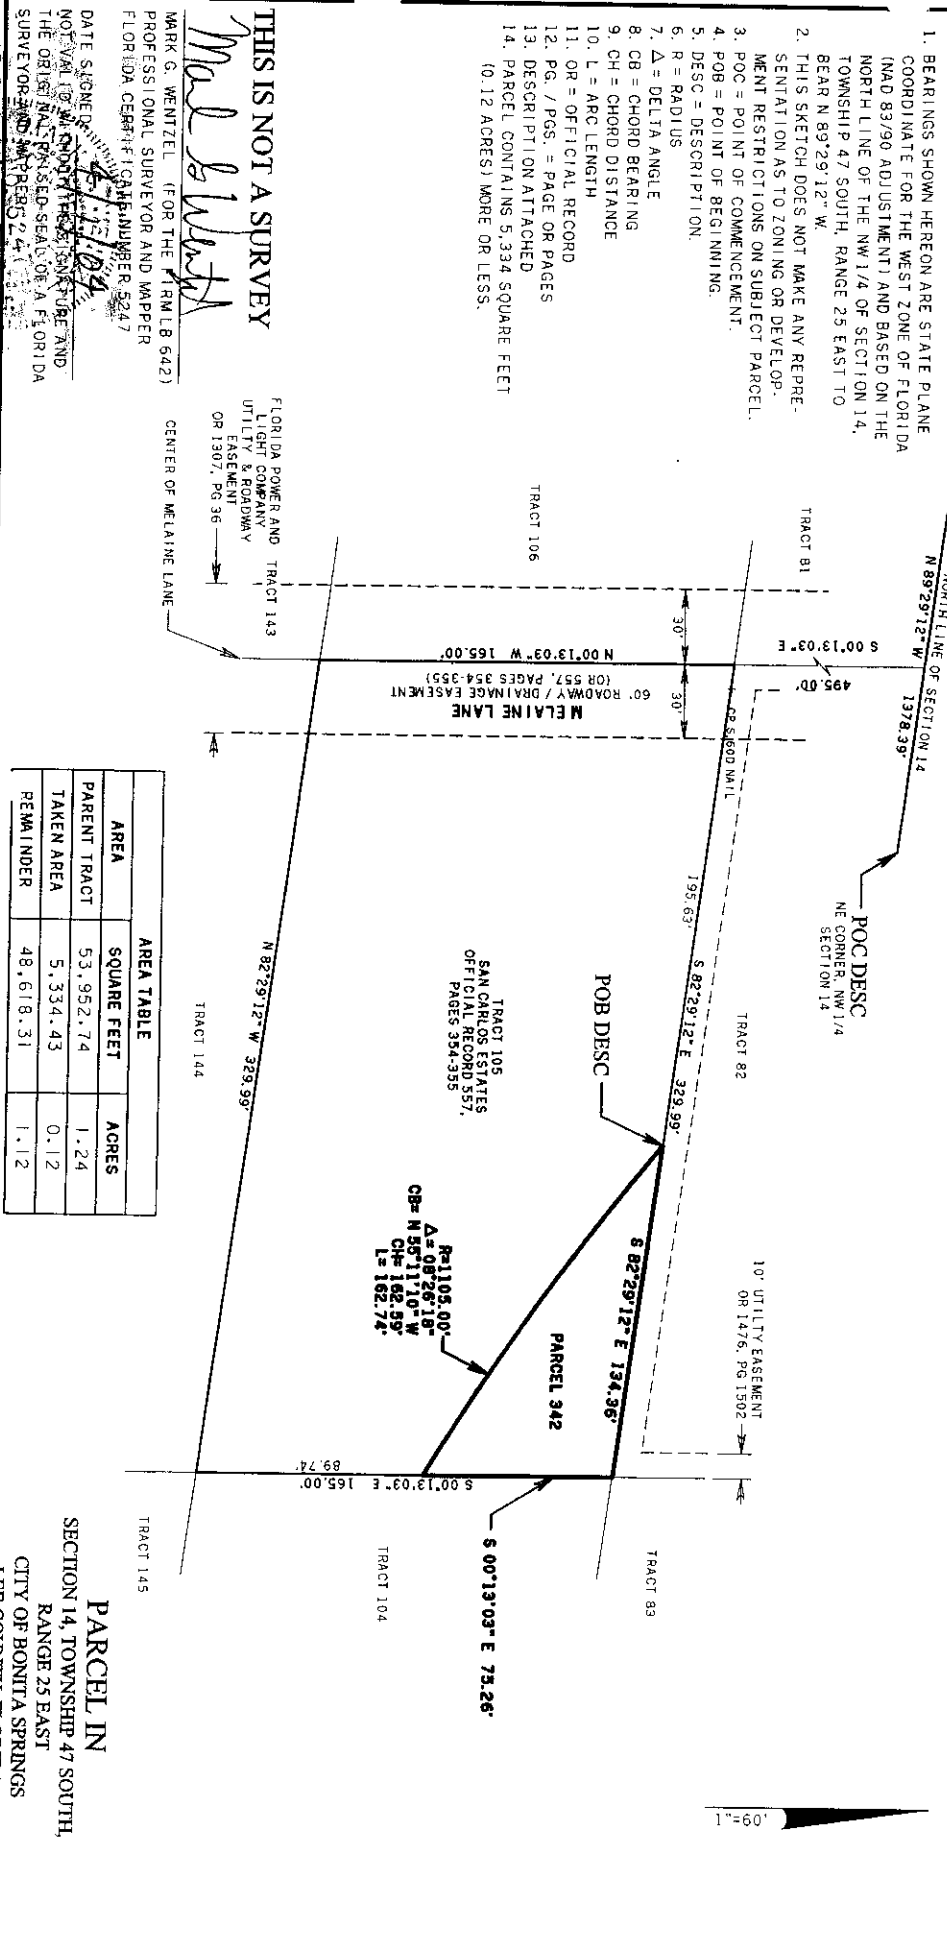 1. BEARINGS SHOWN HEREON ARE STATE PLANE
COORDINATE FOR THE WEST ZONE OF FLORIDA
(NAD 83/90 ADJUSTMENT) AND BASED ON THE
NORTH LINE OF THE NW 1/4 OF SECTION 14,
TOWNSHIP 47 SOUTH, RANGE 25 EAST TO
BEAR N 89°29'12" W.
2. THIS SKETCH DOES NOT MAKE ANY REPRE-
SENTATION AS TO ZONING OR DEVELOP-
MENT RESTRICTIONS ON SUBJECT PARCEL.
3. POC = POINT OF COMMENCEMENT.
4. POB = POINT OF BEGINNING.
5. DESC = DESCRIPTION.
6. R = RADIUS
7. Δ = DELTA ANGLE
8. CB = CHORD BEARING
9. CH = CHORD DISTANCE
10. L = ARC LENGTH
11. OR = OFFICIAL RECORD
12. PG. / PGS. = PAGE OR PAGES
13. DESCRIPTION ATTACHED
14. PARCEL CONTAINS 5,334 SQUARE FEET
(0.12 ACRES) MORE OR LESS.
THIS IS NOT A SURVEY
Mark G Wentzel
MARK G. WENTZEL (FOR THE FIRM LB 642)
PROFESSIONAL SURVEYOR AND MAPPER
FLORIDA CERTIFICATE NUMBER 5247
DATE SIGNED
NOT VALID WITHOUT THE SIGNATURE AND
THE ORIGINAL RAISED SEAL OF A FLORIDA
SURVEYOR AND MAPPER
NORTH LINE OF SECTION 14
N 89°29'12" W 1378.39'
POC DESC
NE CORNER, NW 1/4
SECTION 14
S 00°13'03" E
495.00'
TRACT 81
TRACT 82
TRACT 83
10' UTILTY EASEMENT
OR 1476, PG 1502
30'
30'
195.63'
S 82°29'12" E 329.99'
S 82°29'12" E 134.36'
POB DESC
PARCEL 342
R=1105.00'
Δ= 08°26'18"
CB= N 55°11'10" W
CH= 162.59'
L= 162.74'
S 00°13'03" E 75.26'
S 00°13'03" E 165.00'
89.74'
TRACT 104
TRACT 105
SAN CARLOS ESTATES
OFFICIAL RECORD 557,
PAGES 354-355
TRACT 106
N 00°13'03" W 165.00'
MELAINE LANE
60' ROADWAY / DRAINAGE EASEMENT
(OR 557, PAGES 354-355)
FLORIDA POWER AND
LIGHT COMPANY
UTILTY & ROADWAY
EASEMENT
OR 1307, PG 36
TRACT 143
CENTER OF MELAINE LANE
N 82°29'12" W 329.99'
TRACT 144
TRACT 145
AREA TABLE
AREA SQUARE FEET ACRES
PARENT TRACT 53,952.74 1.24
TAKEN AREA 5,334.43 0.12
REMAINDER 48,618.31 1.12
1"=60'
PARCEL IN
SECTION 14, TOWNSHIP 47 SOUTH,
RANGE 25 EAST
CITY OF BONITA SPRINGS